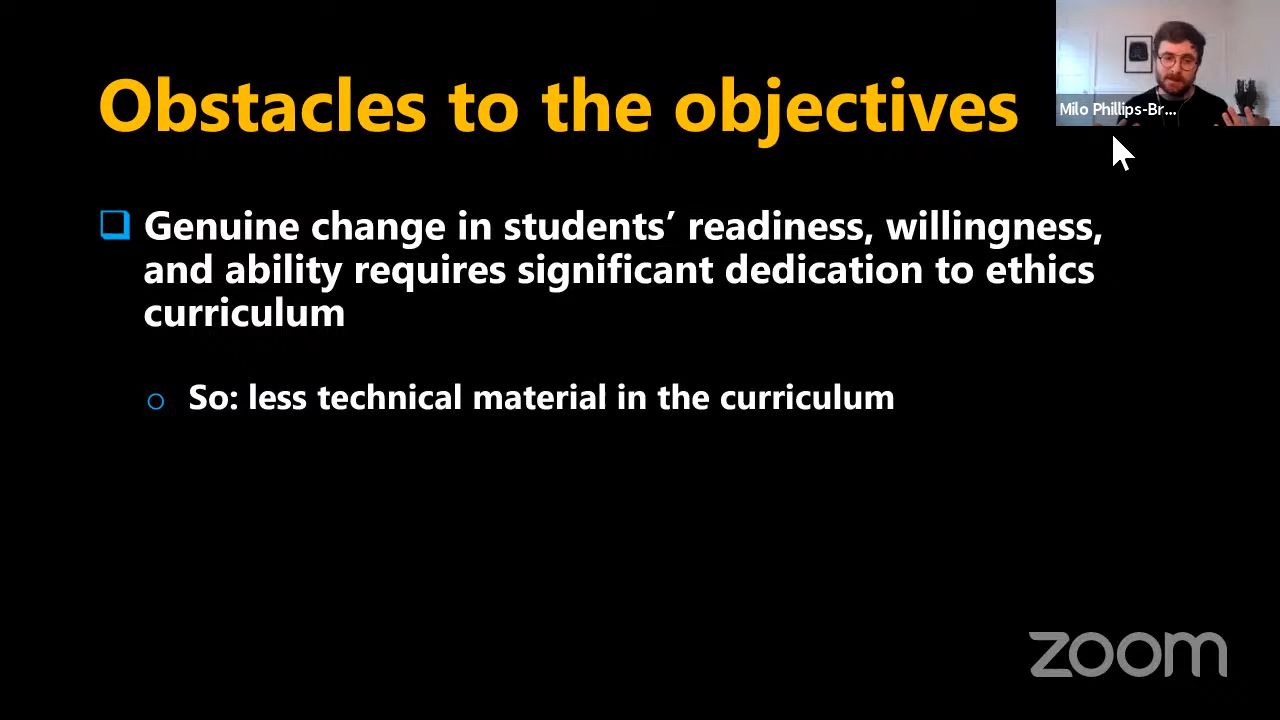 Obstacles to the objectives
Milo Phillips-Br...
❑ Genuine change in students’ readiness, willingness,
and ability requires significant dedication to ethics
curriculum
o So: less technical material in the curriculum
zoom